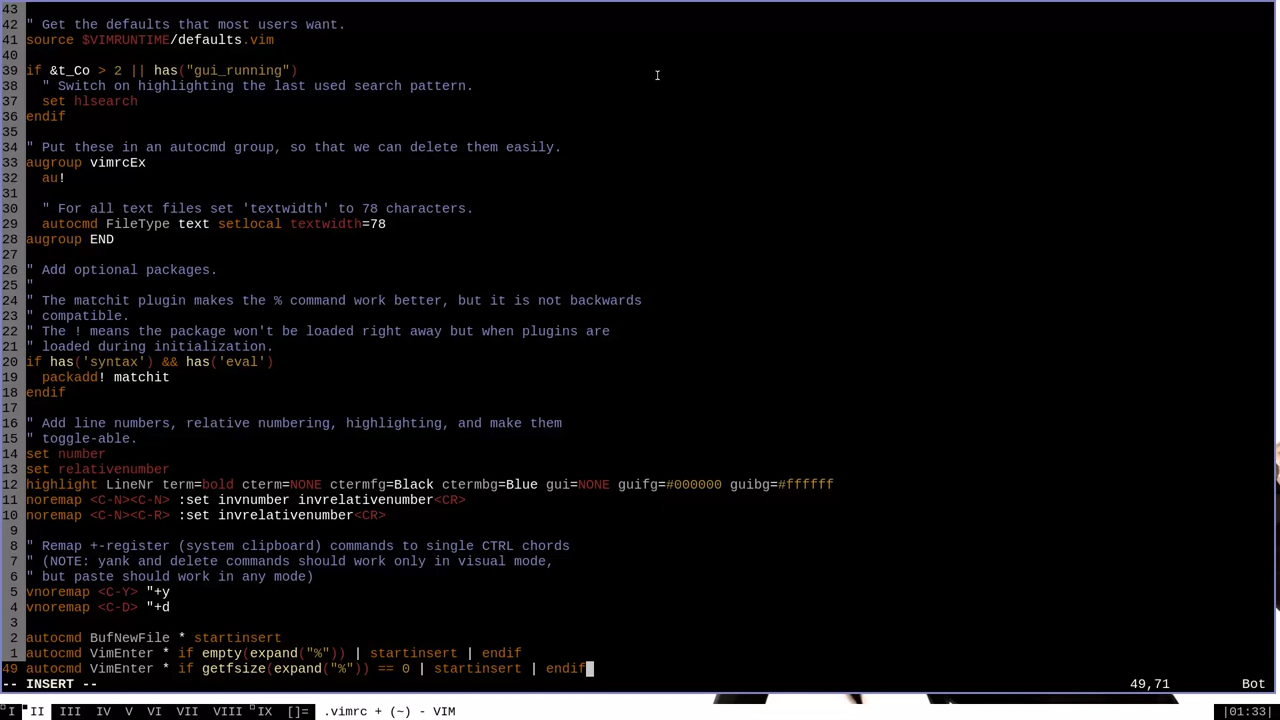 43
42 " Get the defaults that most users want.
41 source $VIMRUNTIME/defaults.vim
40
39 if &t_Co > 2 || has("gui_running")
38   " Switch on highlighting the last used search pattern.
37   set hlsearch
36 endif
35
34 " Put these in an autocmd group, so that we can delete them easily.
33 augroup vimrcEx
32   au!
31
30   " For all text files set 'textwidth' to 78 characters.
29   autocmd FileType text setlocal textwidth=78
28 augroup END
27
26 " Add optional packages.
25 "
24 " The matchit plugin makes the % command work better, but it is not backwards
23 " compatible.
22 " The ! means the package won't be loaded right away but when plugins are
21 " loaded during initialization.
20 if has('syntax') && has('eval')
19   packadd! matchit
18 endif
17
16 " Add line numbers, relative numbering, highlighting, and make them
15 " toggle-able.
14 set number
13 set relativenumber
12 highlight LineNr term=bold cterm=NONE ctermfg=Black ctermbg=Blue gui=NONE guifg=#000000 guibg=#ffffff
11 noremap <C-N><C-N> :set invnumber invrelativenumber<CR>
10 noremap <C-N><C-R> :set invrelativenumber<CR>
9
8 " Remap +-register (system clipboard) commands to single CTRL chords
7 " (NOTE: yank and delete commands should work only in visual mode,
6 " but paste should work in any mode)
5 vnoremap <C-Y> "+y
4 vnoremap <C-D> "+d
3
2 autocmd BufNewFile * startinsert
1 autocmd VimEnter * if empty(expand("%")) | startinsert | endif
49 autocmd VimEnter * if getfsize(expand("%")) == 0 | startinsert | endif
-- INSERT -- 49,71 Bot
I II III IV V VI VII VIII IX []= .vimrc + (~) - VIM |01:33|